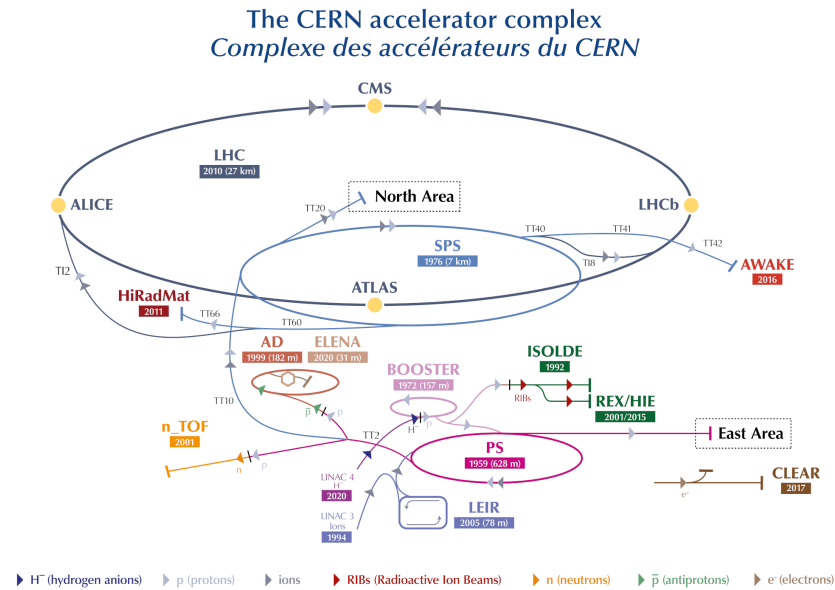 The CERN accelerator complex
Complexe des accélérateurs du CERN
CMS
LHC
2010 (27 km)
North Area
TT20
ALICE
LHCb
TT40
TT41
SPS
1976 (7 km)
TT42
TI8
AWAKE
2016
TI2
ATLAS
HiRadMat
2011
TT66
TT60
AD
1999 (182 m)
ELENA
2020 (31 m)
ISOLDE
1992
BOOSTER
1972 (157 m)
RIBs
REX/HIE
2001/2015
TT10
p̅
p
H⁻
p
n_TOF
2001
TT2
East Area
PS
1959 (628 m)
n
p
LINAC 4
H⁻
2020
CLEAR
2017
e⁻
LINAC 3
Ions
1994
LEIR
2005 (78 m)
H⁻ (hydrogen anions)
p (protons)
ions
RIBs (Radioactive Ion Beams)
n (neutrons)
p̅ (antiprotons)
e⁻ (electrons)